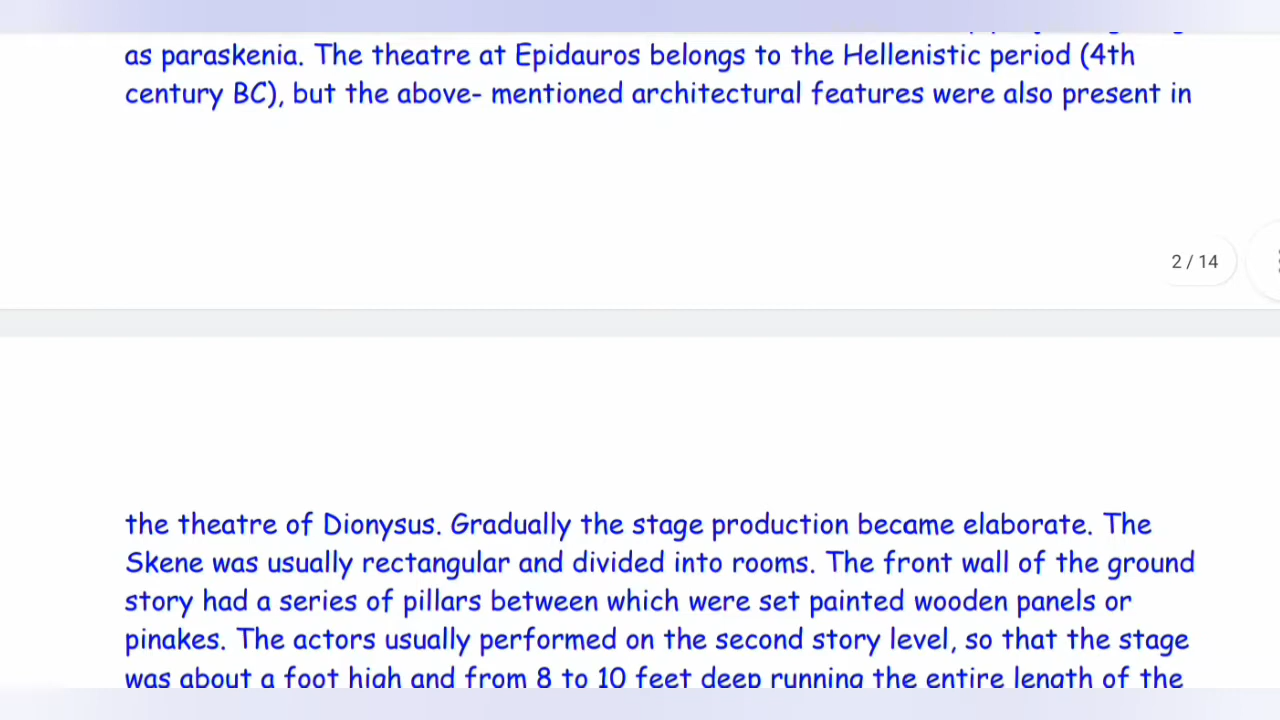 as paraskenia. The theatre at Epidauros belongs to the Hellenistic period (4th
century BC), but the above- mentioned architectural features were also present in
2 / 14
the theatre of Dionysus. Gradually the stage production became elaborate. The
Skene was usually rectangular and divided into rooms. The front wall of the ground
story had a series of pillars between which were set painted wooden panels or
pinakes. The actors usually performed on the second story level, so that the stage
was about a foot high and from 8 to 10 feet deep running the entire length of the